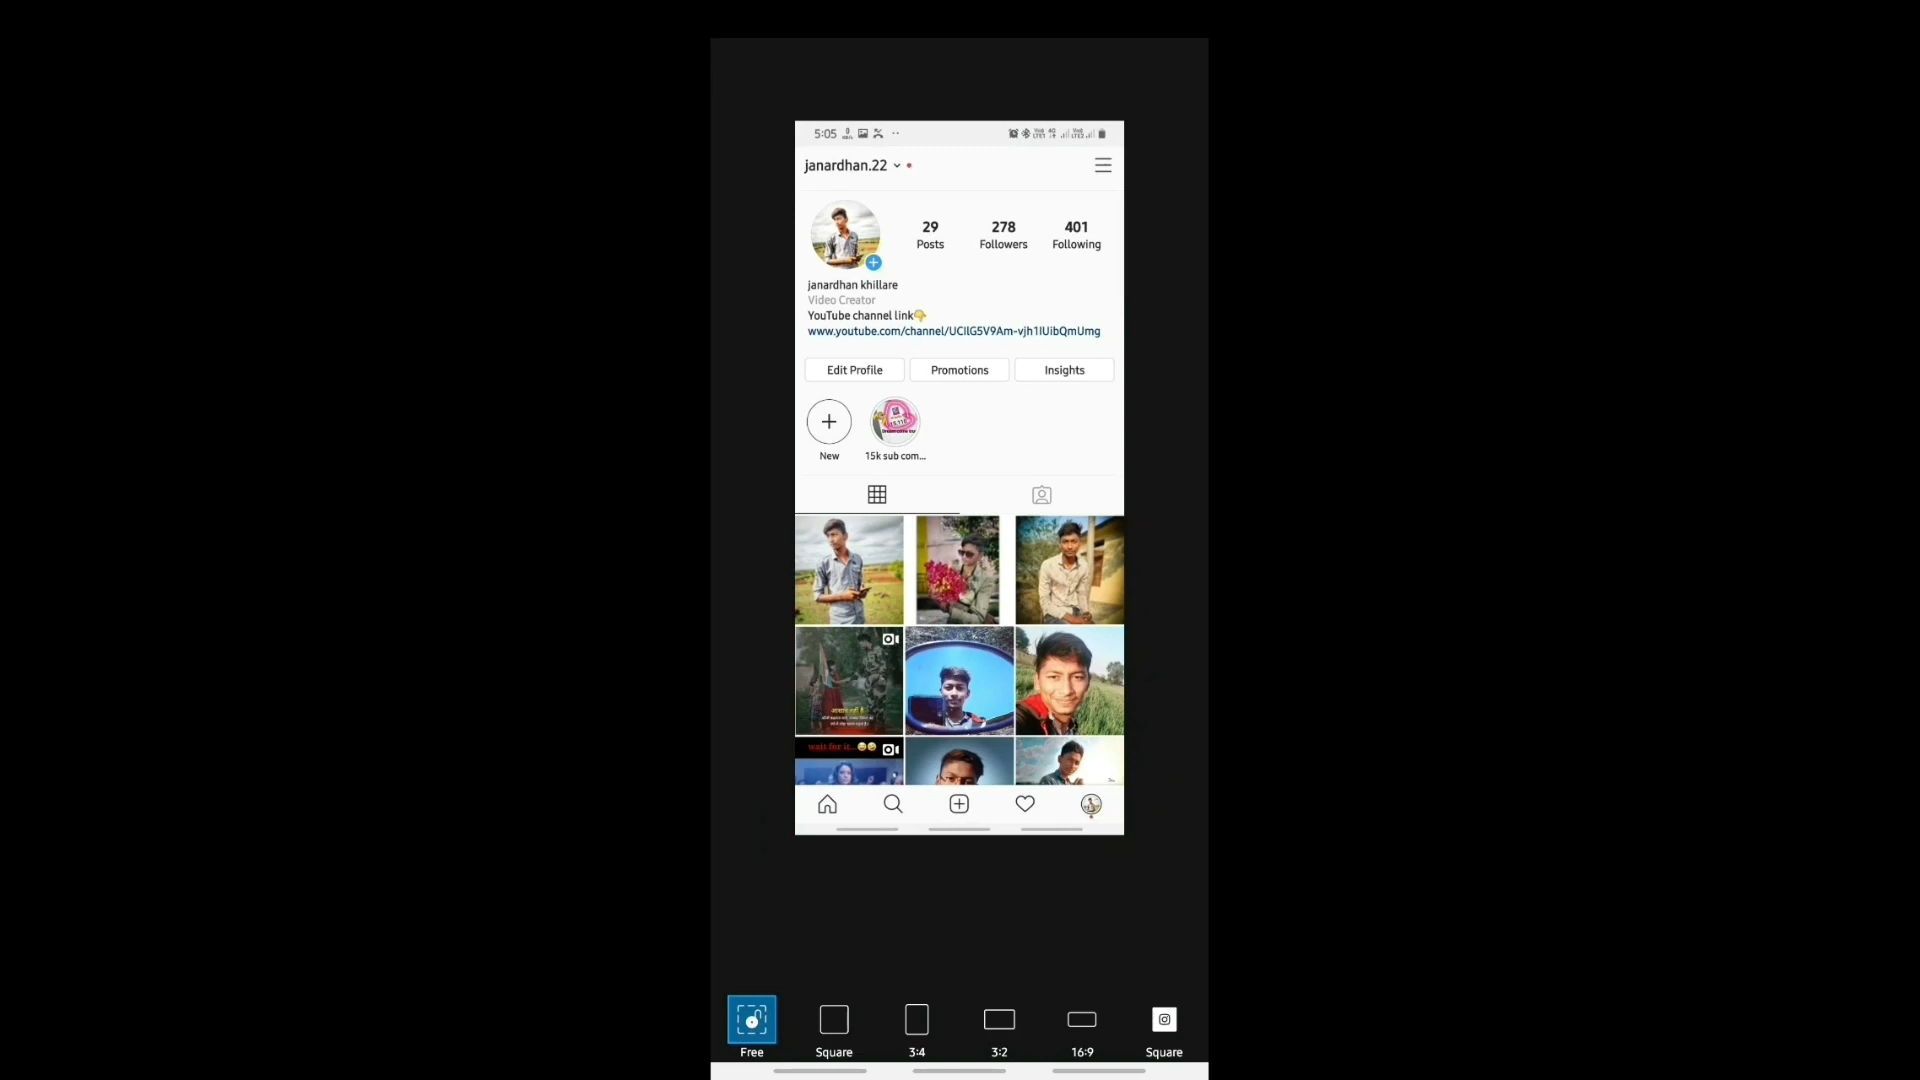 5:05
janardhan.22
29
278
401
Posts
Followers
Following
janardhan khillare
Video Creator
YouTube channel link👇
www.youtube.com/channel/UCIlG5V9Am-vjh1IUibQmUmg
Edit Profile
Promotions
Insights
New
15k sub com...
wait for it...😂🤣
Free
Square
3:4
3:2
16:9
Square